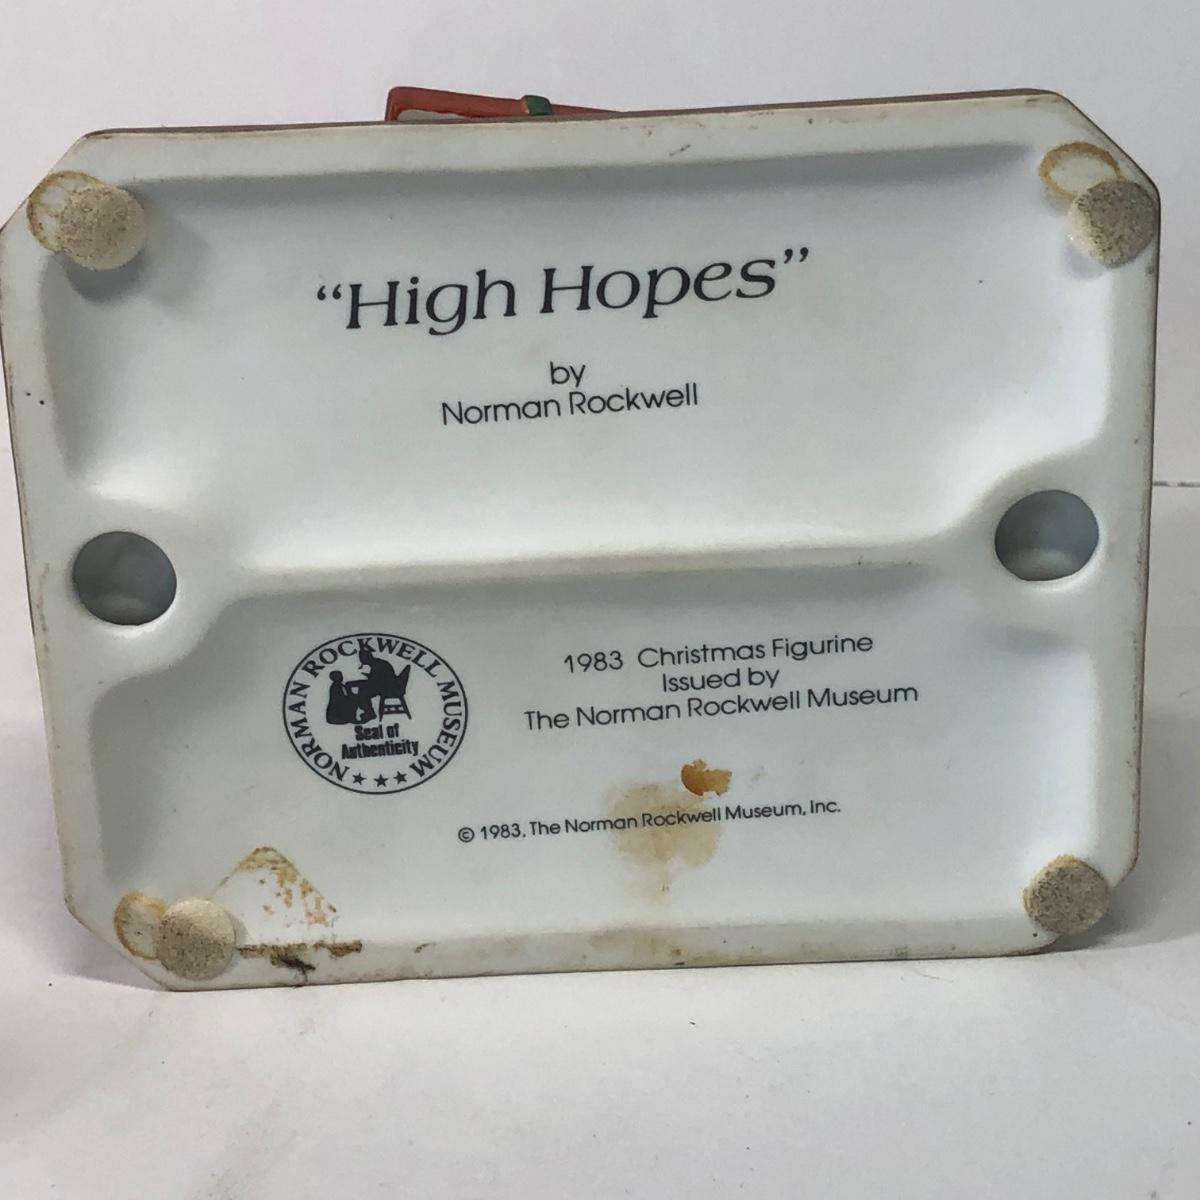 “High Hopes”
by
Norman Rockwell
NORMAN ROCKWELL MUSEUM
Seal of
Authenticity
★ ★ ★
1983 Christmas Figurine
Issued by
The Norman Rockwell Museum
© 1983, The Norman Rockwell Museum, Inc.